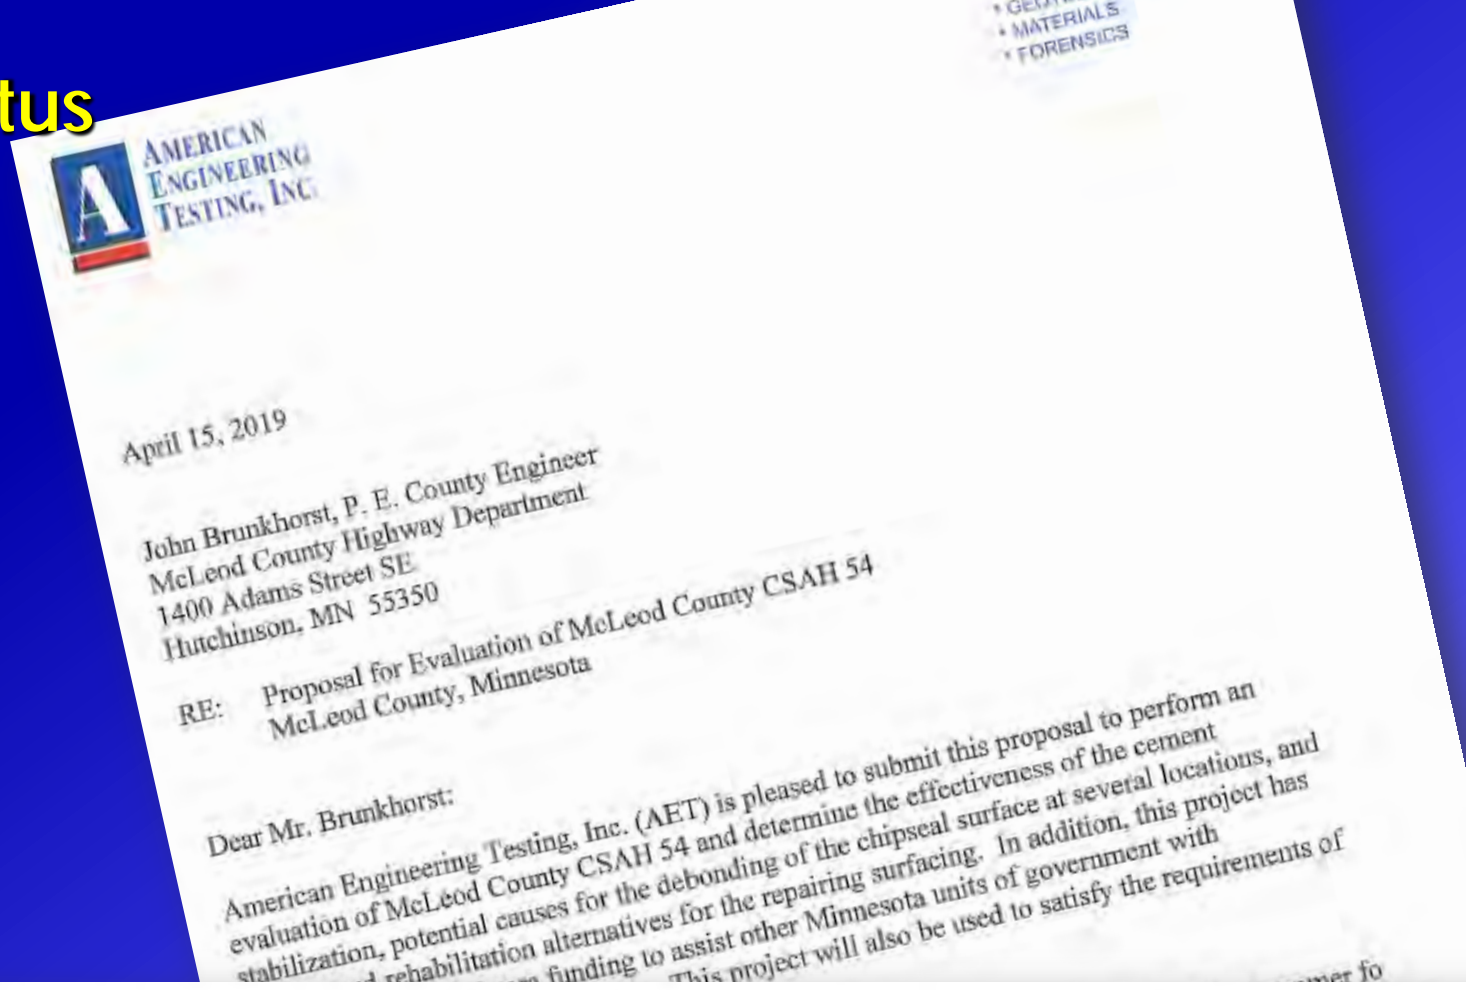 tus
• MATERIALS
• FORENSICS
A
AMERICAN
ENGINEERING
TESTING, INC.
April 15, 2019
John Brunkhorst, P. E. County Engineer
McLeod County Highway Department
1400 Adams Street SE
Hutchinson, MN 55350
RE: Proposal for Evaluation of McLeod County CSAH 54
McLeod County, Minnesota
Dear Mr. Brunkhorst:
American Engineering Testing, Inc. (AET) is pleased to submit this proposal to perform an
evaluation of McLeod County CSAH 54 and determine the effectiveness of the cement
stabilization, potential causes for the debonding of the chipseal surface at several locations, and
rehabilitation alternatives for the repairing surfacing. In addition, this project has
funding to assist other Minnesota units of government with
This project will also be used to satisfy the requirements of